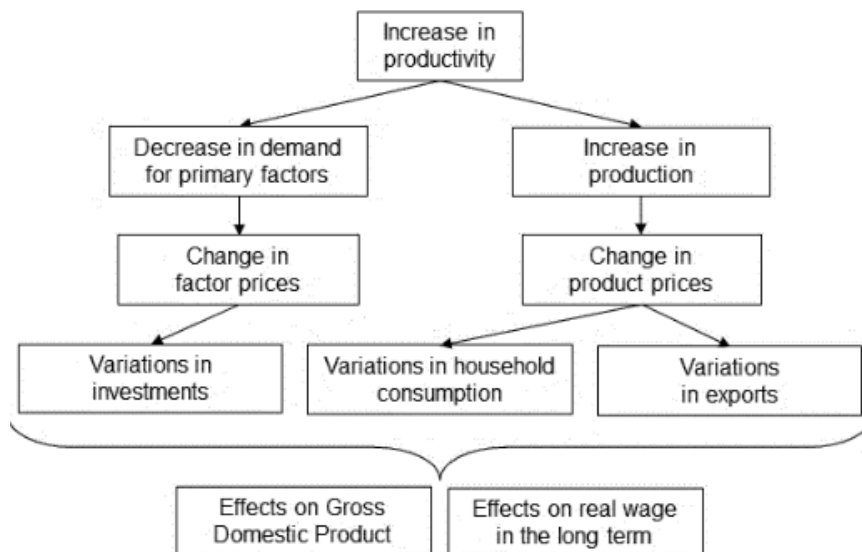 Increase in
productivity
Decrease in demand
for primary factors
Increase in
production
Change in
factor prices
Change in
product prices
Variations in
investments
Variations in household
consumption
Variations
in exports
Effects on Gross
Domestic Product
Effects on real wage
in the long term